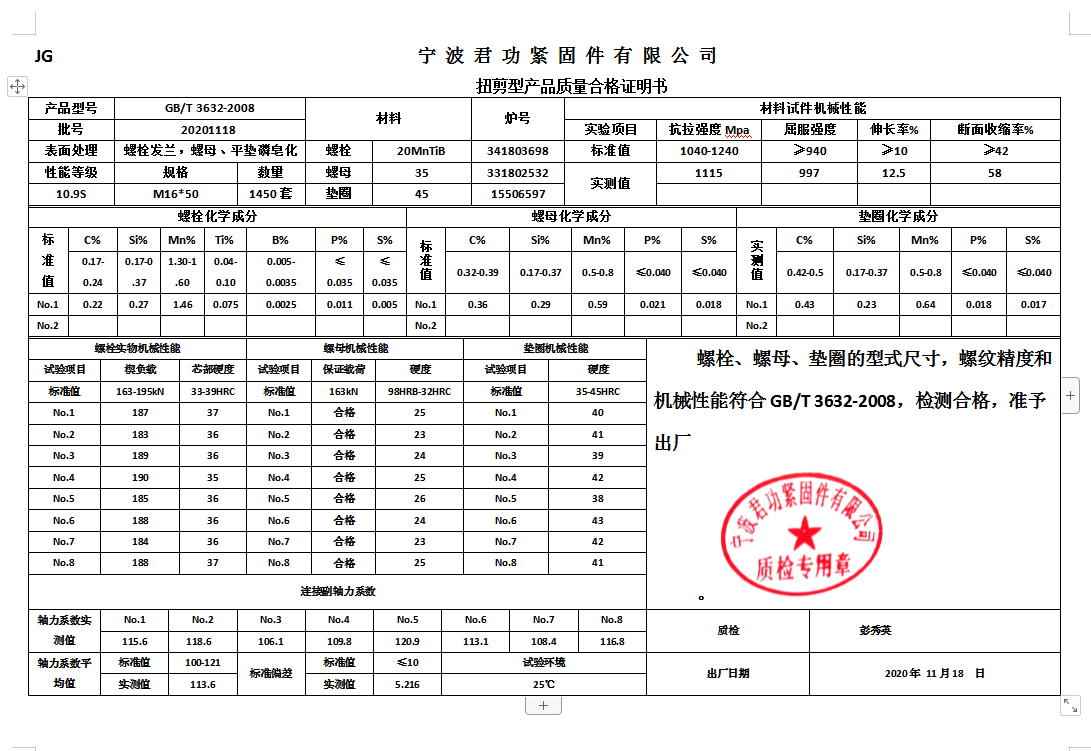 JG
宁波君功紧固件有限公司
扭剪型产品质量合格证明书
产品型号 GB/T 3632-2008 材料 炉号 材料试件机械性能
批号 20201118 实验项目 抗拉强度 Mpa 屈服强度 伸长率% 断面收缩率%
表面处理 螺栓发兰，螺母、平垫磷皂化 螺栓 20MnTiB 341803698 标准值 1040-1240 ≥940 ≥10 ≥42
性能等级 规格 数量 螺母 35 331802532 实测值 1115 997 12.5 58
10.9S M16*50 1450 套 垫圈 45 15506597
螺栓化学成分 螺母化学成分 垫圈化学成分
标准值 C% Si% Mn% Ti% B% P% S% 标准值 C% Si% Mn% P% S% 实测值 C% Si% Mn% P% S%
0.17-0.24 0.17-0.37 1.30-1.60 0.04-0.10 0.005-0.0035 ≤0.035 ≤0.035 0.32-0.39 0.17-0.37 0.5-0.8 ≤0.040 ≤0.040 0.42-0.5 0.17-0.37 0.5-0.8 ≤0.040 ≤0.040
No.1 0.22 0.27 1.46 0.075 0.0025 0.011 0.005 No.1 0.36 0.29 0.59 0.021 0.018 No.1 0.43 0.23 0.64 0.018 0.017
No.2 No.2 No.2
螺栓实物机械性能 螺母机械性能 垫圈机械性能
试验项目 楔负载 芯部硬度 试验项目 保证载荷 硬度 试验项目 硬度
标准值 163-195kN 33-39HRC 标准值 163kN 98HRB-32HRC 标准值 35-45HRC
No.1 187 37 No.1 合格 25 No.1 40
No.2 183 36 No.2 合格 23 No.2 41
No.3 189 36 No.3 合格 24 No.3 39
No.4 190 35 No.4 合格 25 No.4 42
No.5 185 36 No.5 合格 26 No.5 38
No.6 188 36 No.6 合格 24 No.6 43
No.7 184 36 No.7 合格 23 No.7 42
No.8 188 37 No.8 合格 25 No.8 41
螺栓、螺母、垫圈的型式尺寸，螺纹精度和
机械性能符合 GB/T 3632-2008，检测合格，准予
出厂
宁波君功紧固件有限公司
质检专用章
。
连接副轴力系数
轴力系数实测值 No.1 No.2 No.3 No.4 No.5 No.6 No.7 No.8 质检 彭秀英
115.6 118.6 106.1 109.8 120.9 113.1 108.4 116.8
轴力系数平均值 标准值 100-121 标准偏差 标准值 ≤10 试验环境 出厂日期 2020 年 11 月 18 日
实测值 113.6 实测值 5.216 25℃